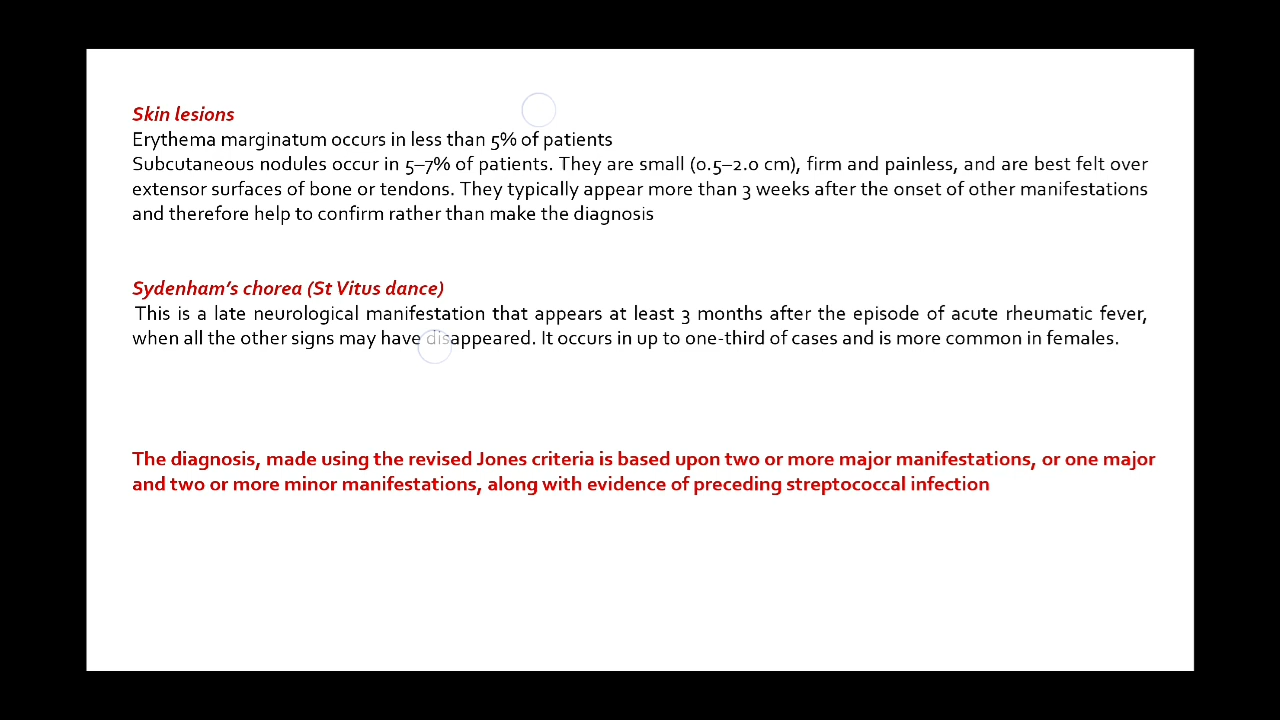 Skin lesions
Erythema marginatum occurs in less than 5% of patients
Subcutaneous nodules occur in 5–7% of patients. They are small (0.5–2.0 cm), firm and painless, and are best felt over
extensor surfaces of bone or tendons. They typically appear more than 3 weeks after the onset of other manifestations
and therefore help to confirm rather than make the diagnosis
Sydenham’s chorea (St Vitus dance)
This is a late neurological manifestation that appears at least 3 months after the episode of acute rheumatic fever,
when all the other signs may have disappeared. It occurs in up to one-third of cases and is more common in females.
The diagnosis, made using the revised Jones criteria is based upon two or more major manifestations, or one major
and two or more minor manifestations, along with evidence of preceding streptococcal infection